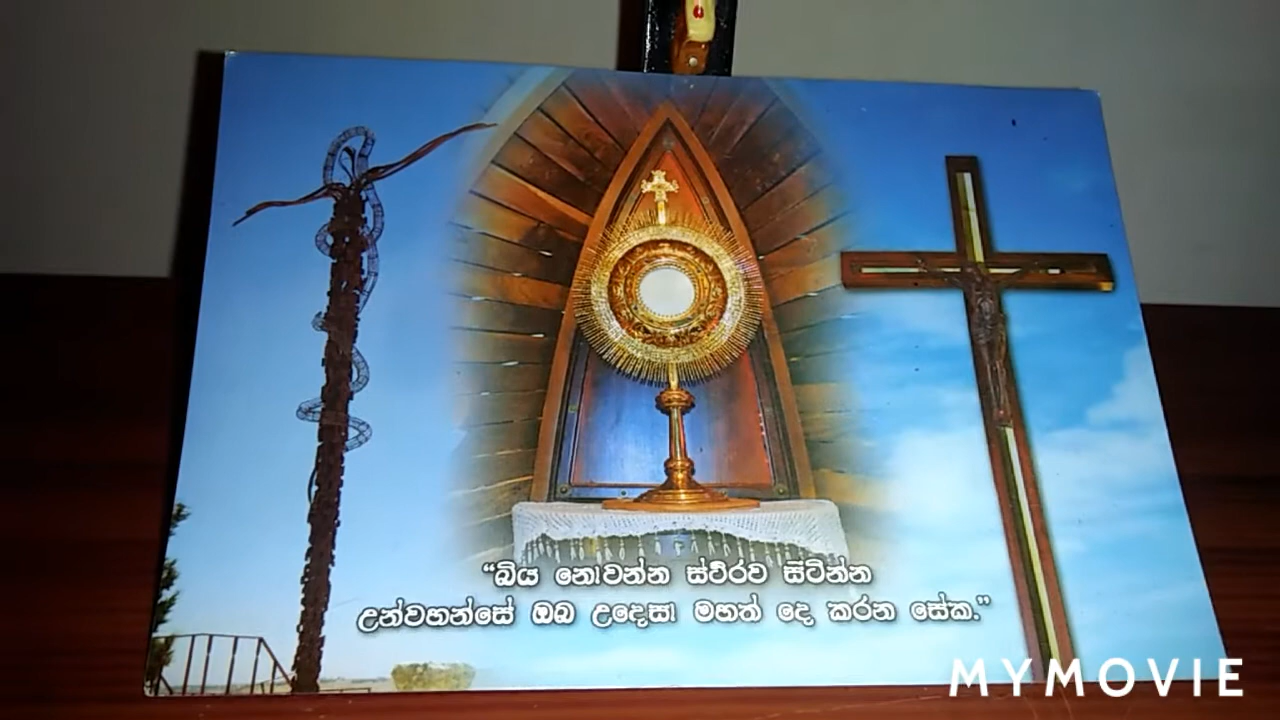 “බිය නොවන්න ස්ථිරව සිටින්න
උන්වහන්සේ ඔබ උදෙසා මහත් දෙ කරන සේක.”
MYMOVIE